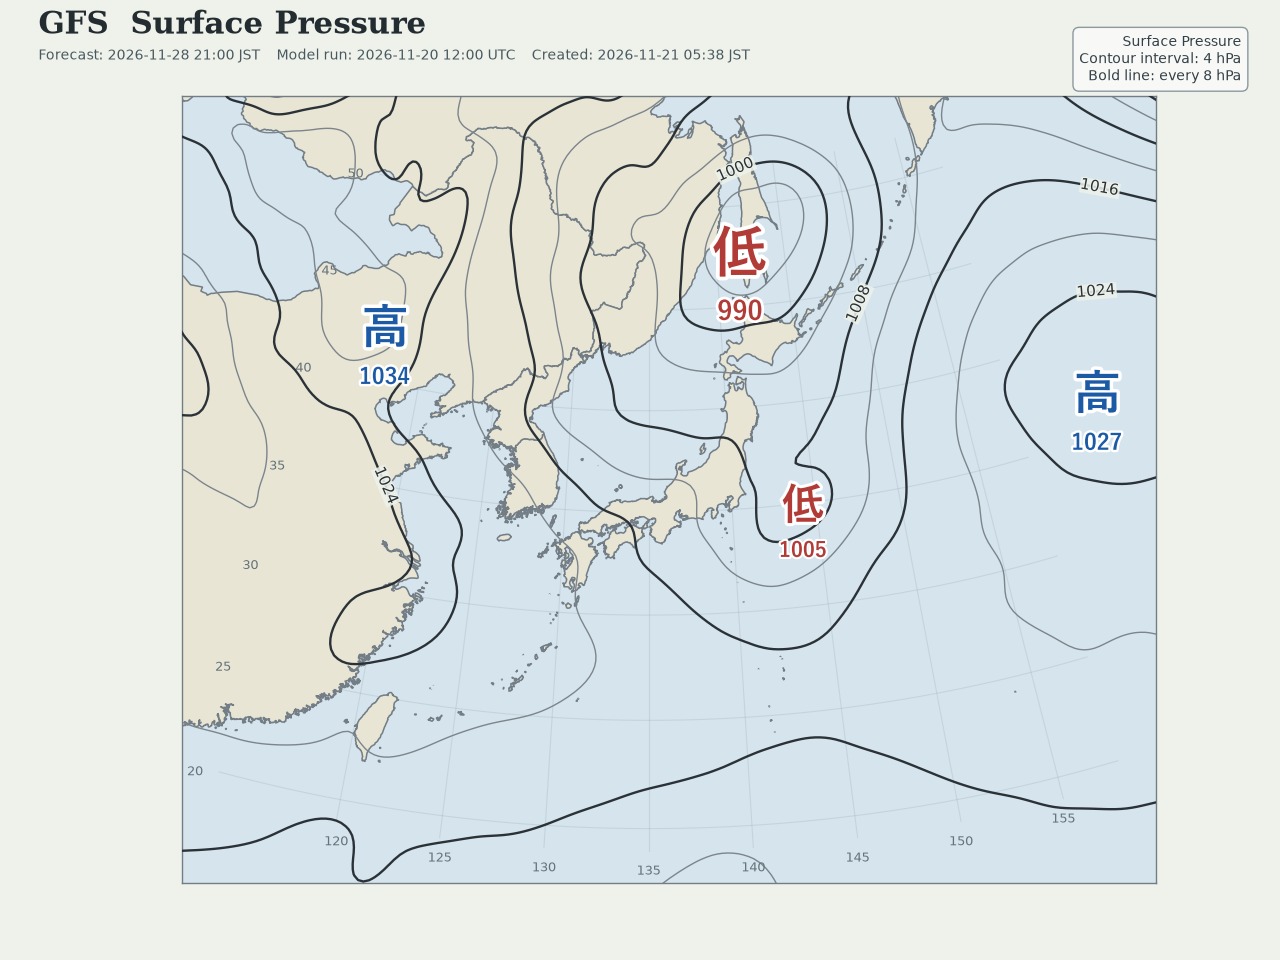 GFS Surface Pressure
Forecast: 2026-11-28 21:00 JST Model run: 2026-11-20 12:00 UTC Created: 2026-11-21 05:38 JST
Surface Pressure
Contour interval: 4 hPa
Bold line: every 8 hPa
50
1000
1016
低
990
45
1024
1008
高
1034
40
高
1027
35
1024
低
1005
30
25
20
120
125
130
135
140
145
150
155